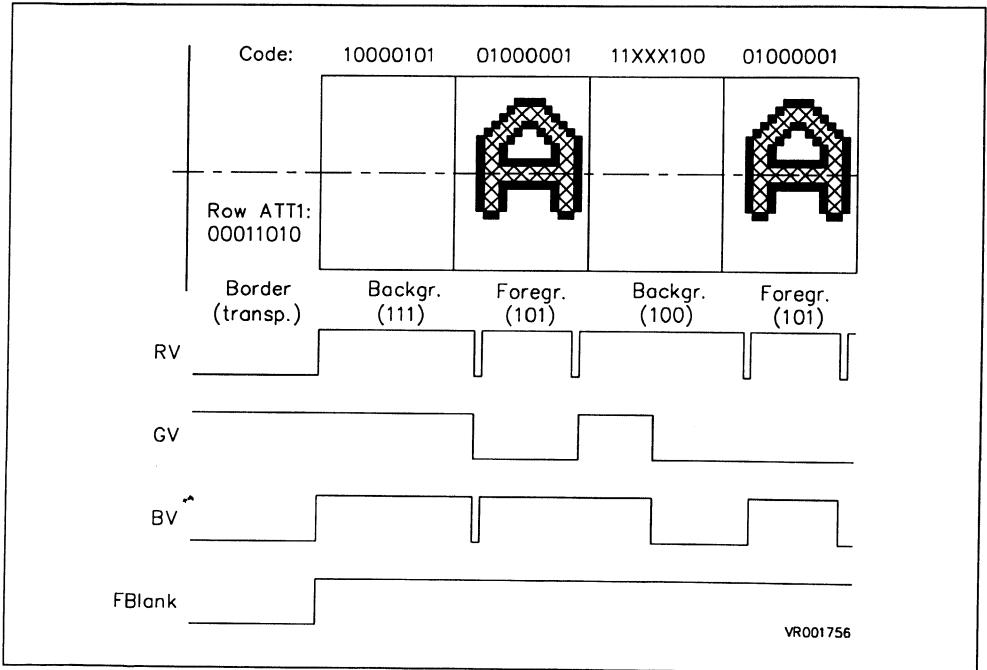 Code: 10000101 01000001 11XXX100 01000001
Row ATT1:
00011010
Border Backgr. Foregr. Backgr. Foregr.
(transp.) (111) (101) (100) (101)
RV
GV
BV
FBlank
VR001756